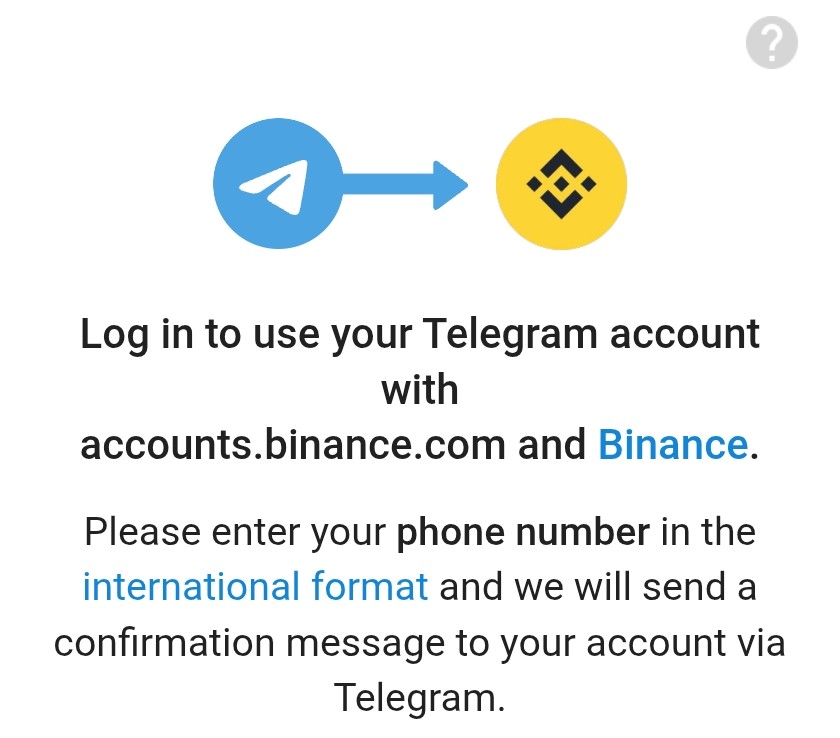 ?
Log in to use your Telegram account
with
accounts.binance.com and Binance.
Please enter your phone number in the
international format and we will send a
confirmation message to your account via
Telegram.